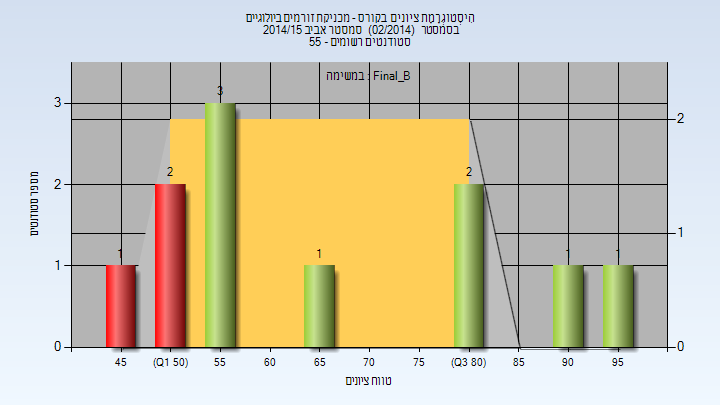 היסטוגרמת ציונים בקורס - מכניקת זורמים ביולוגיים
בסמסטר (02/2014) סמסטר אביב 2014/15
סטודנטים רשומים - 55
במשימה : Final_B
3
2
1
0
2
1
0
1
2
3
1
2
1
1
מספר סטודנטים
45
(Q1 50)
55
60
65
70
75
(Q3 80)
85
90
95
טווח ציונים